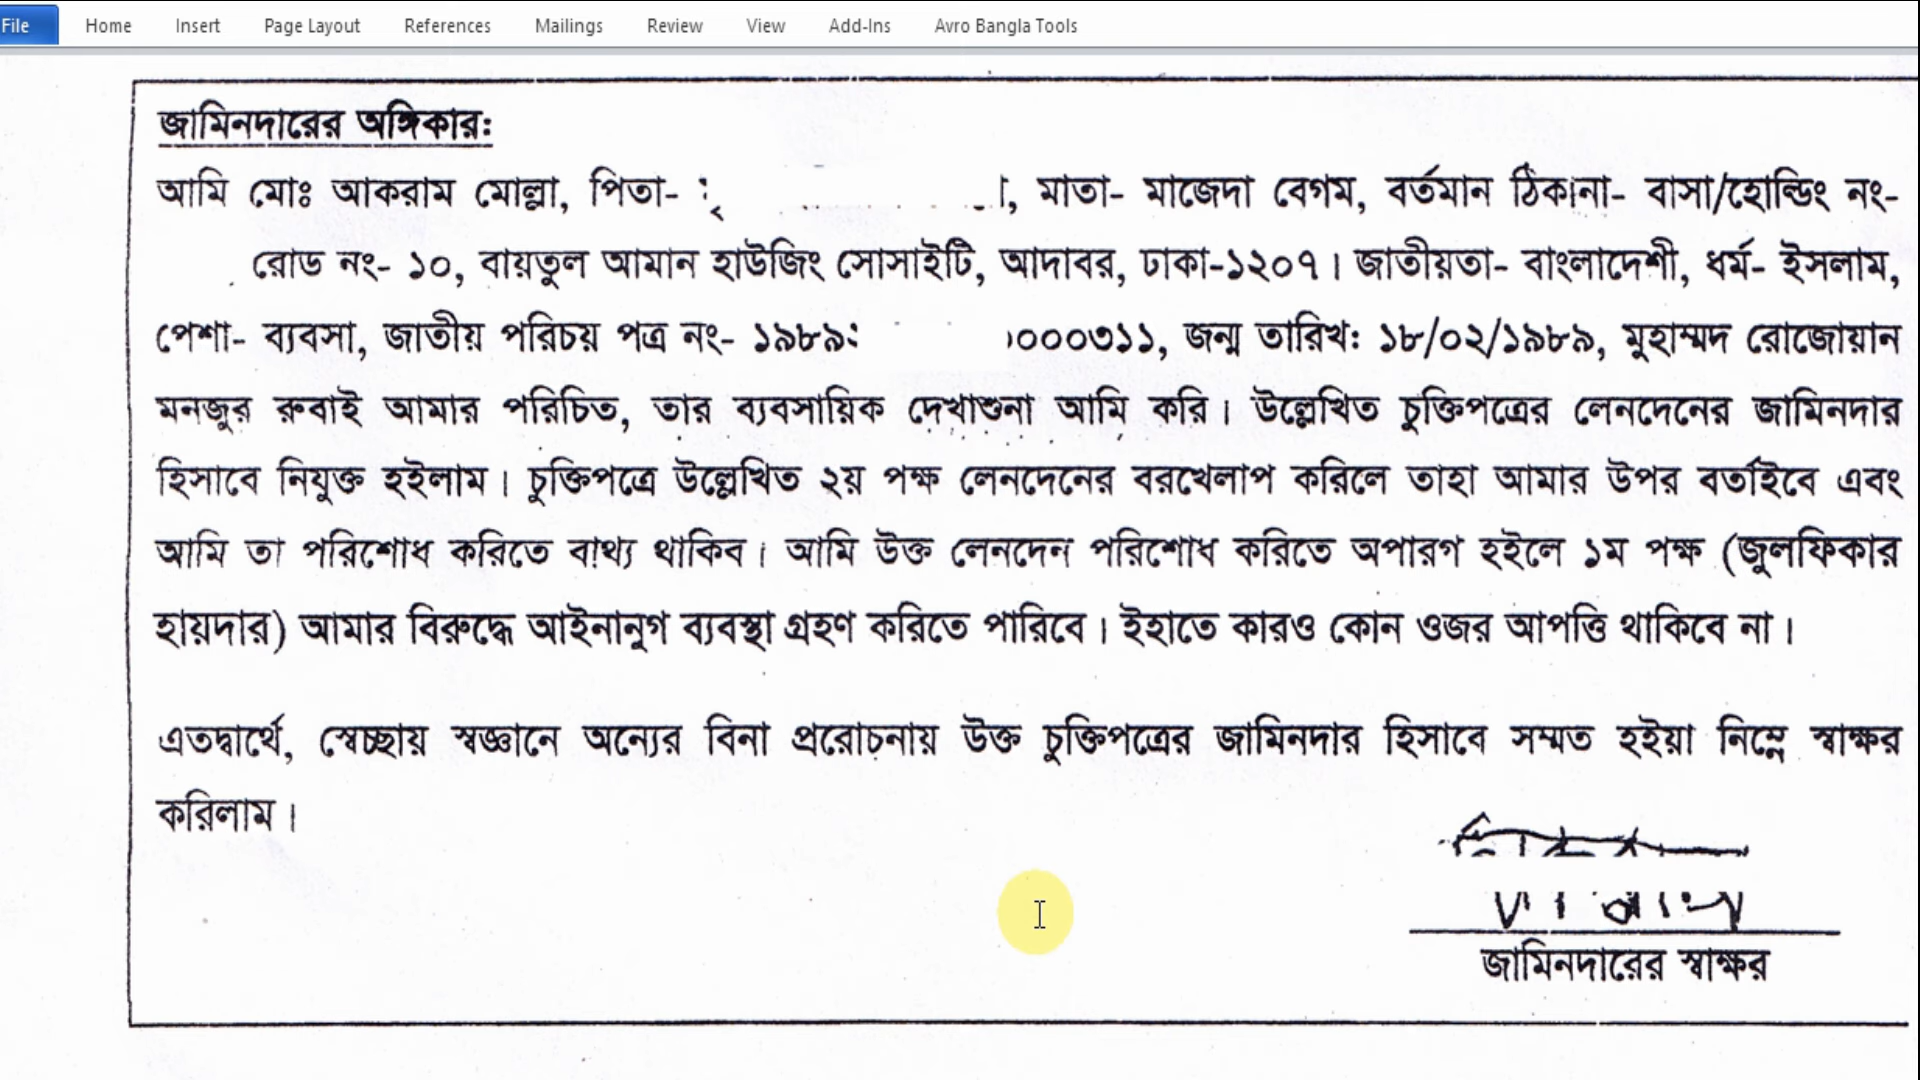 File Home Insert Page Layout References Mailings Review View Add-Ins Avro Bangla Tools
জামিনদারের অঙ্গিকার:
আমি মোঃ আকরাম মোল্লা, পিতা- , মাতা- মাজেদা বেগম, বর্তমান ঠিকানা- বাসা/হোল্ডিং নং-
রোড নং- ১০, বায়তুল আমান হাউজিং সোসাইটি, আদাবর, ঢাকা-১২০৭। জাতীয়তা- বাংলাদেশী, ধর্ম- ইসলাম,
পেশা- ব্যবসা, জাতীয় পরিচয় পত্র নং- ১৯৮৯ ০০০৩১১, জন্ম তারিখ: ১৮/০২/১৯৮৯, মুহাম্মদ রোজোয়ান
মনজুর রুবাই আমার পরিচিত, তার ব্যবসায়িক দেখাশুনা আমি করি। উল্লেখিত চুক্তিপত্রের লেনদেনের জামিনদার
হিসাবে নিযুক্ত হইলাম। চুক্তিপত্রে উল্লেখিত ২য় পক্ষ লেনদেনের বরখেলাপ করিলে তাহা আমার উপর বর্তাইবে এবং
আমি তা পরিশোধ করিতে বাধ্য থাকিব। আমি উক্ত লেনদেন পরিশোধ করিতে অপারগ হইলে ১ম পক্ষ (জুলফিকার
হায়দার) আমার বিরুদ্ধে আইনানুগ ব্যবস্থা গ্রহণ করিতে পারিবে। ইহাতে কারও কোন ওজর আপত্তি থাকিবে না।
এতদ্বার্থে, স্বেচ্ছায় স্বজ্ঞানে অন্যের বিনা প্ররোচনায় উক্ত চুক্তিপত্রের জামিনদার হিসাবে সম্মত হইয়া নিম্নে স্বাক্ষর
করিলাম।
জামিনদারের স্বাক্ষর